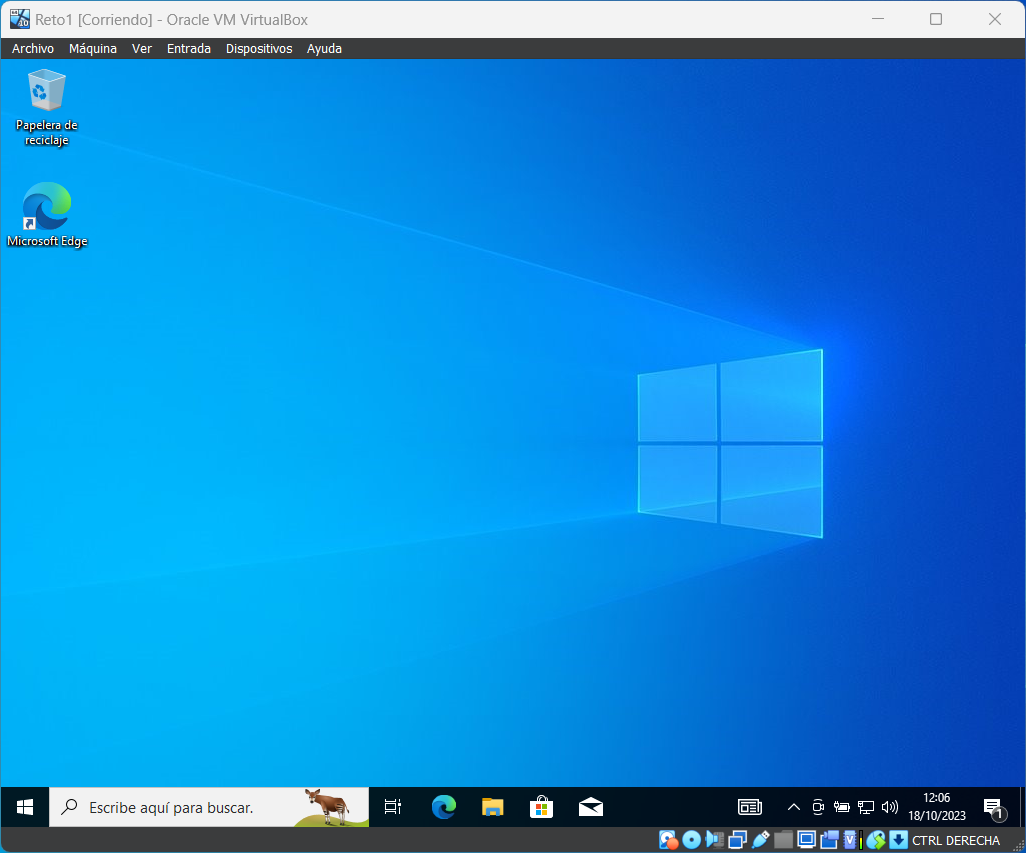 Reto1 [Corriendo] - Oracle VM VirtualBox
Archivo Máquina Ver Entrada Dispositivos Ayuda
Papelera de
reciclaje
Microsoft Edge
Escribe aquí para buscar.
12:06
18/10/2023
1
CTRL DERECHA